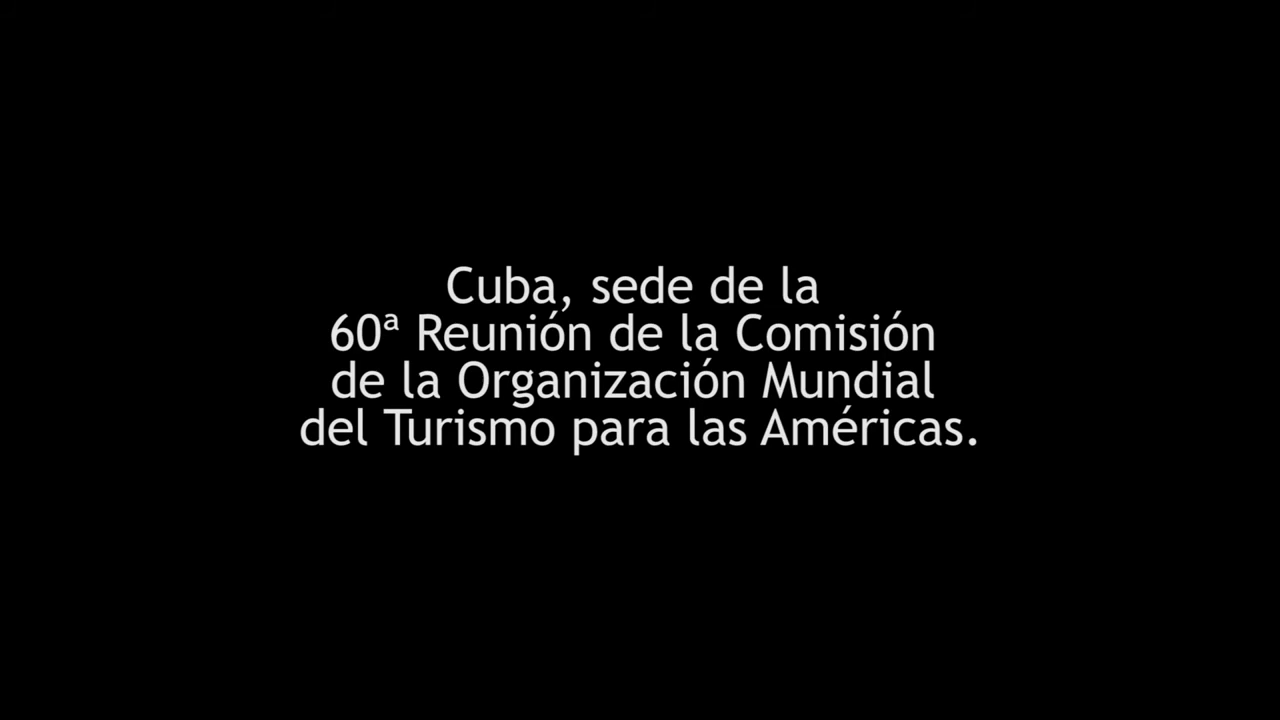 Cuba, sede de la
60ª Reunión de la Comisión
de la Organización Mundial
del Turismo para las Américas.